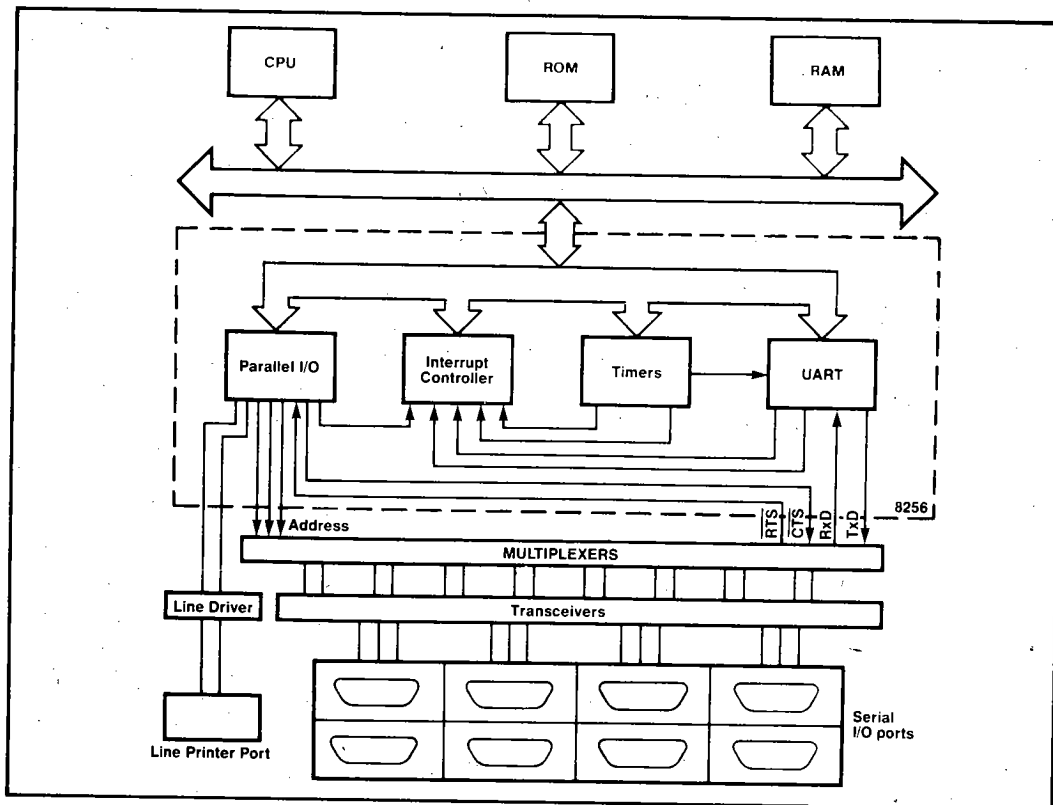 CPU
ROM
RAM
Parallel I/O
Interrupt
Controller
Timers
UART
8256
Address
RTS
CTS
RxD
TxD
MULTIPLEXERS
Line Driver
Transceivers
Line Printer Port
Serial
I/O ports